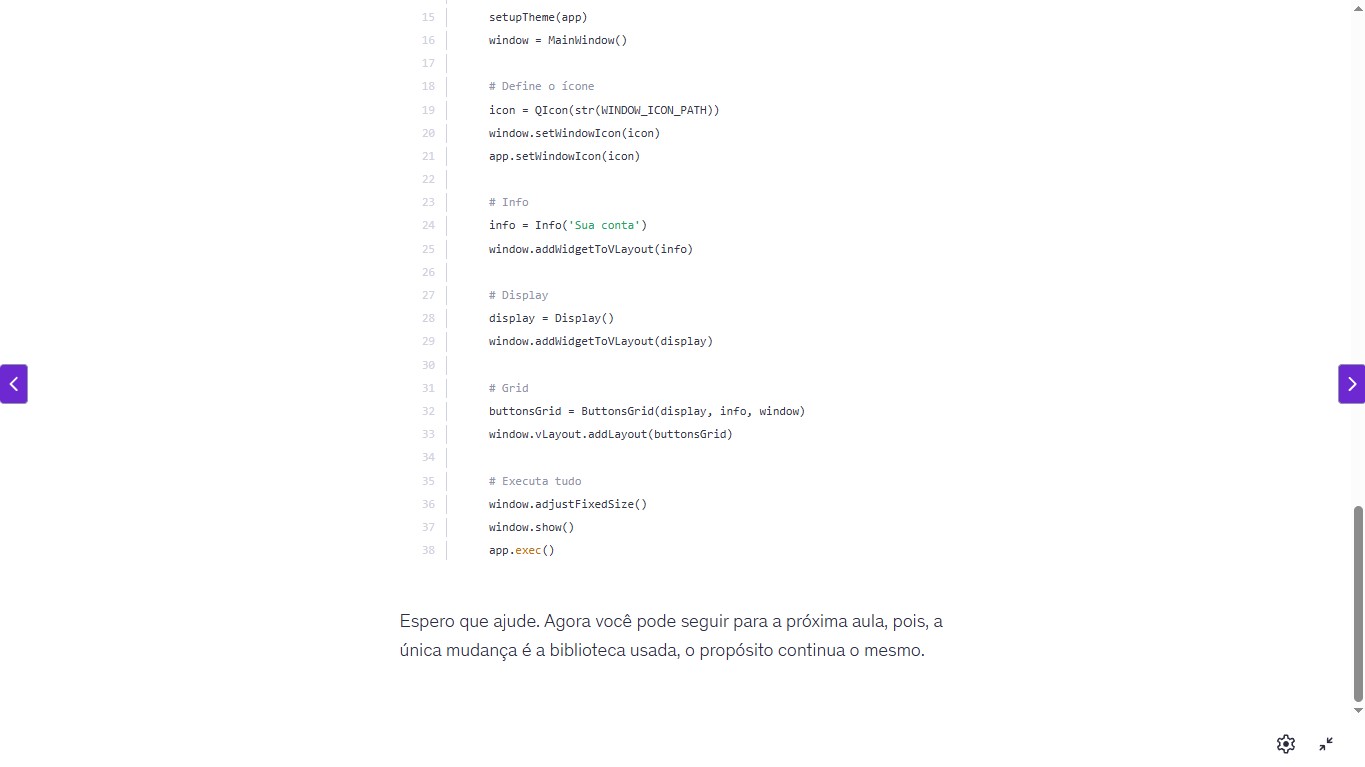 15 setupTheme(app)
16 window = MainWindow()
17
18 # Define o ícone
19 icon = QIcon(str(WINDOW_ICON_PATH))
20 window.setWindowIcon(icon)
21 app.setWindowIcon(icon)
22
23 # Info
24 info = Info('Sua conta')
25 window.addWidgetToVLayout(info)
26
27 # Display
28 display = Display()
29 window.addWidgetToVLayout(display)
30
31 # Grid
32 buttonsGrid = ButtonsGrid(display, info, window)
33 window.vLayout.addLayout(buttonsGrid)
34
35 # Executa tudo
36 window.adjustFixedSize()
37 window.show()
38 app.exec()
Espero que ajude. Agora você pode seguir para a próxima aula, pois, a
única mudança é a biblioteca usada, o propósito continua o mesmo.